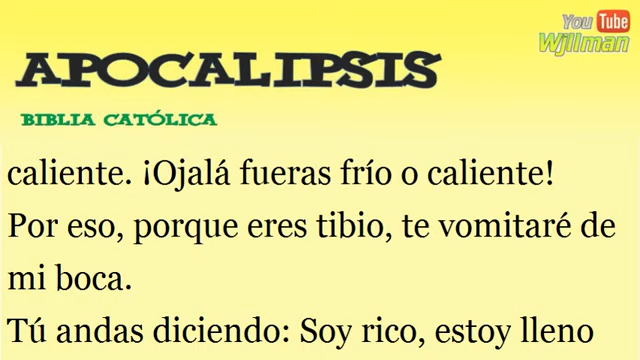 You Tube
Wjllman
APOCALIPSIS
BIBLIA CATÓLICA
caliente. ¡Ojalá fueras frío o caliente!
Por eso, porque eres tibio, te vomitaré de
mi boca.
Tú andas diciendo: Soy rico, estoy lleno